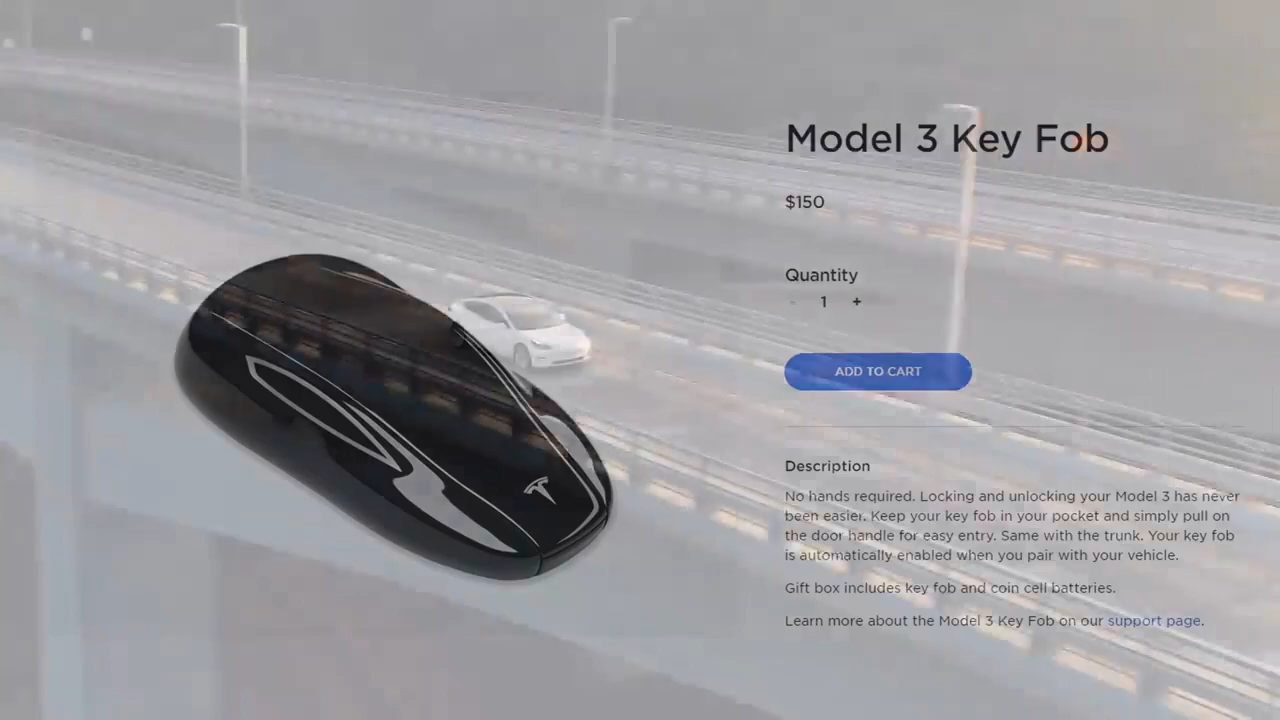 Model 3 Key Fob
$150
Quantity
- 1 +
ADD TO CART
Description
No hands required. Locking and unlocking your Model 3 has never
been easier. Keep your key fob in your pocket and simply pull on
the door handle for easy entry. Same with the trunk. Your key fob
is automatically enabled when you pair with your vehicle.
Gift box includes key fob and coin cell batteries.
Learn more about the Model 3 Key Fob on our support page.